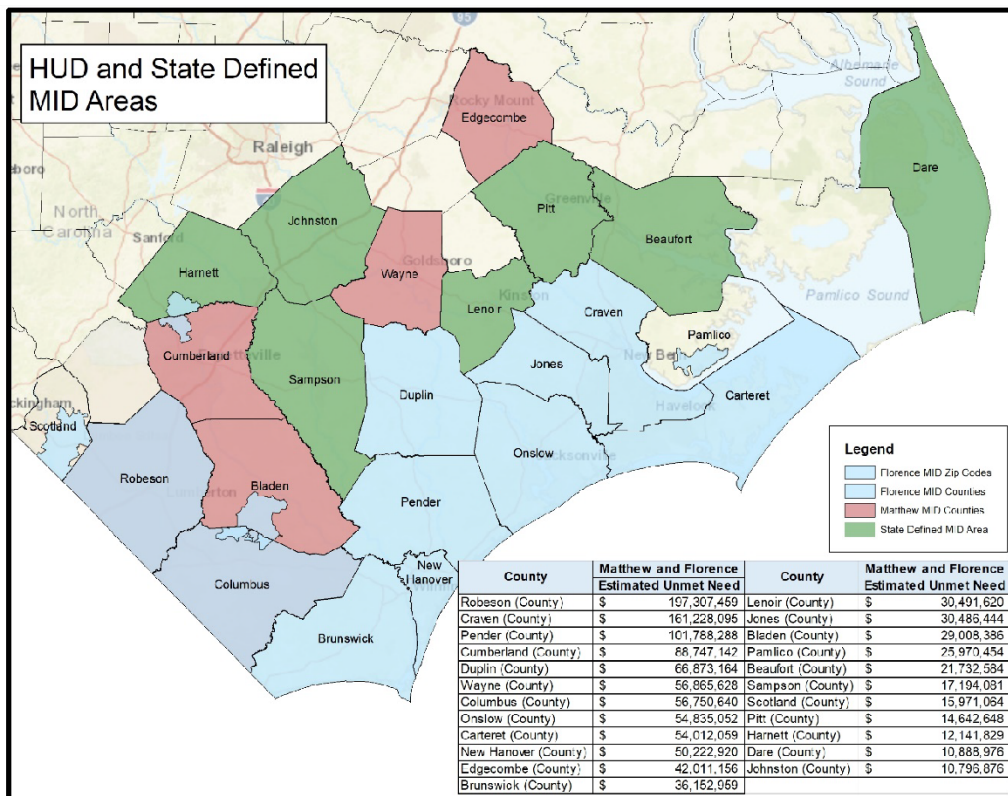 HUD and State Defined
MID Areas
95
Rocky Mount
Edgecombe
Albemarle
Sound
Raleigh
Dare
North
Carolina
Sanford
Johnston
Greenville
Pitt
Beaufort
Harnett
Wayne
Goldsboro
Kinston
Lenoir
Craven
Pamlico Sound
Pamlico
Cumberland
Jones
New Bern
Sampson
Duplin
Carteret
Havelock
Scotland
Onslow
Robeson
Bladen
Pender
Columbus
New
Hanover
Brunswick
Legend
Florence MID Zip Codes
Florence MID Counties
Matthew MID Counties
State Defined MID Area
County Matthew and Florence Estimated Unmet Need County Matthew and Florence Estimated Unmet Need
Robeson (County) $ 197,307,459 Lenoir (County) $ 30,491,620
Craven (County) $ 161,228,095 Jones (County) $ 30,486,444
Pender (County) $ 101,788,288 Bladen (County) $ 29,008,386
Cumberland (County) $ 88,747,142 Pamlico (County) $ 25,970,454
Duplin (County) $ 66,873,164 Beaufort (County) $ 21,732,584
Wayne (County) $ 56,865,628 Sampson (County) $ 17,194,081
Columbus (County) $ 56,750,640 Scotland (County) $ 15,971,064
Onslow (County) $ 54,835,052 Pitt (County) $ 14,642,648
Carteret (County) $ 54,012,059 Harnett (County) $ 12,141,829
New Hanover (County) $ 50,222,920 Dare (County) $ 10,888,978
Edgecombe (County) $ 42,011,156 Johnston (County) $ 10,796,876
Brunswick (County) $ 36,152,959